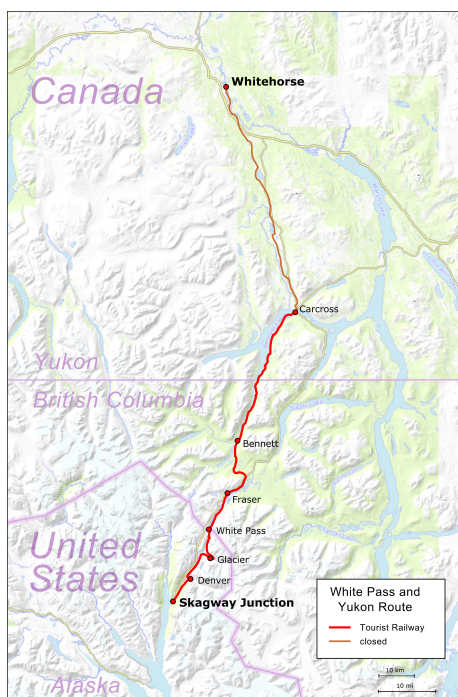 Whitehorse
Canada
Carcross
Yukon
British Columbia
Bennett
Fraser
White Pass
United
States
Glacier
Denver
Skagway Junction
White Pass and
Yukon Route
Tourist Railway
closed
10 km
10 mi
Alaska